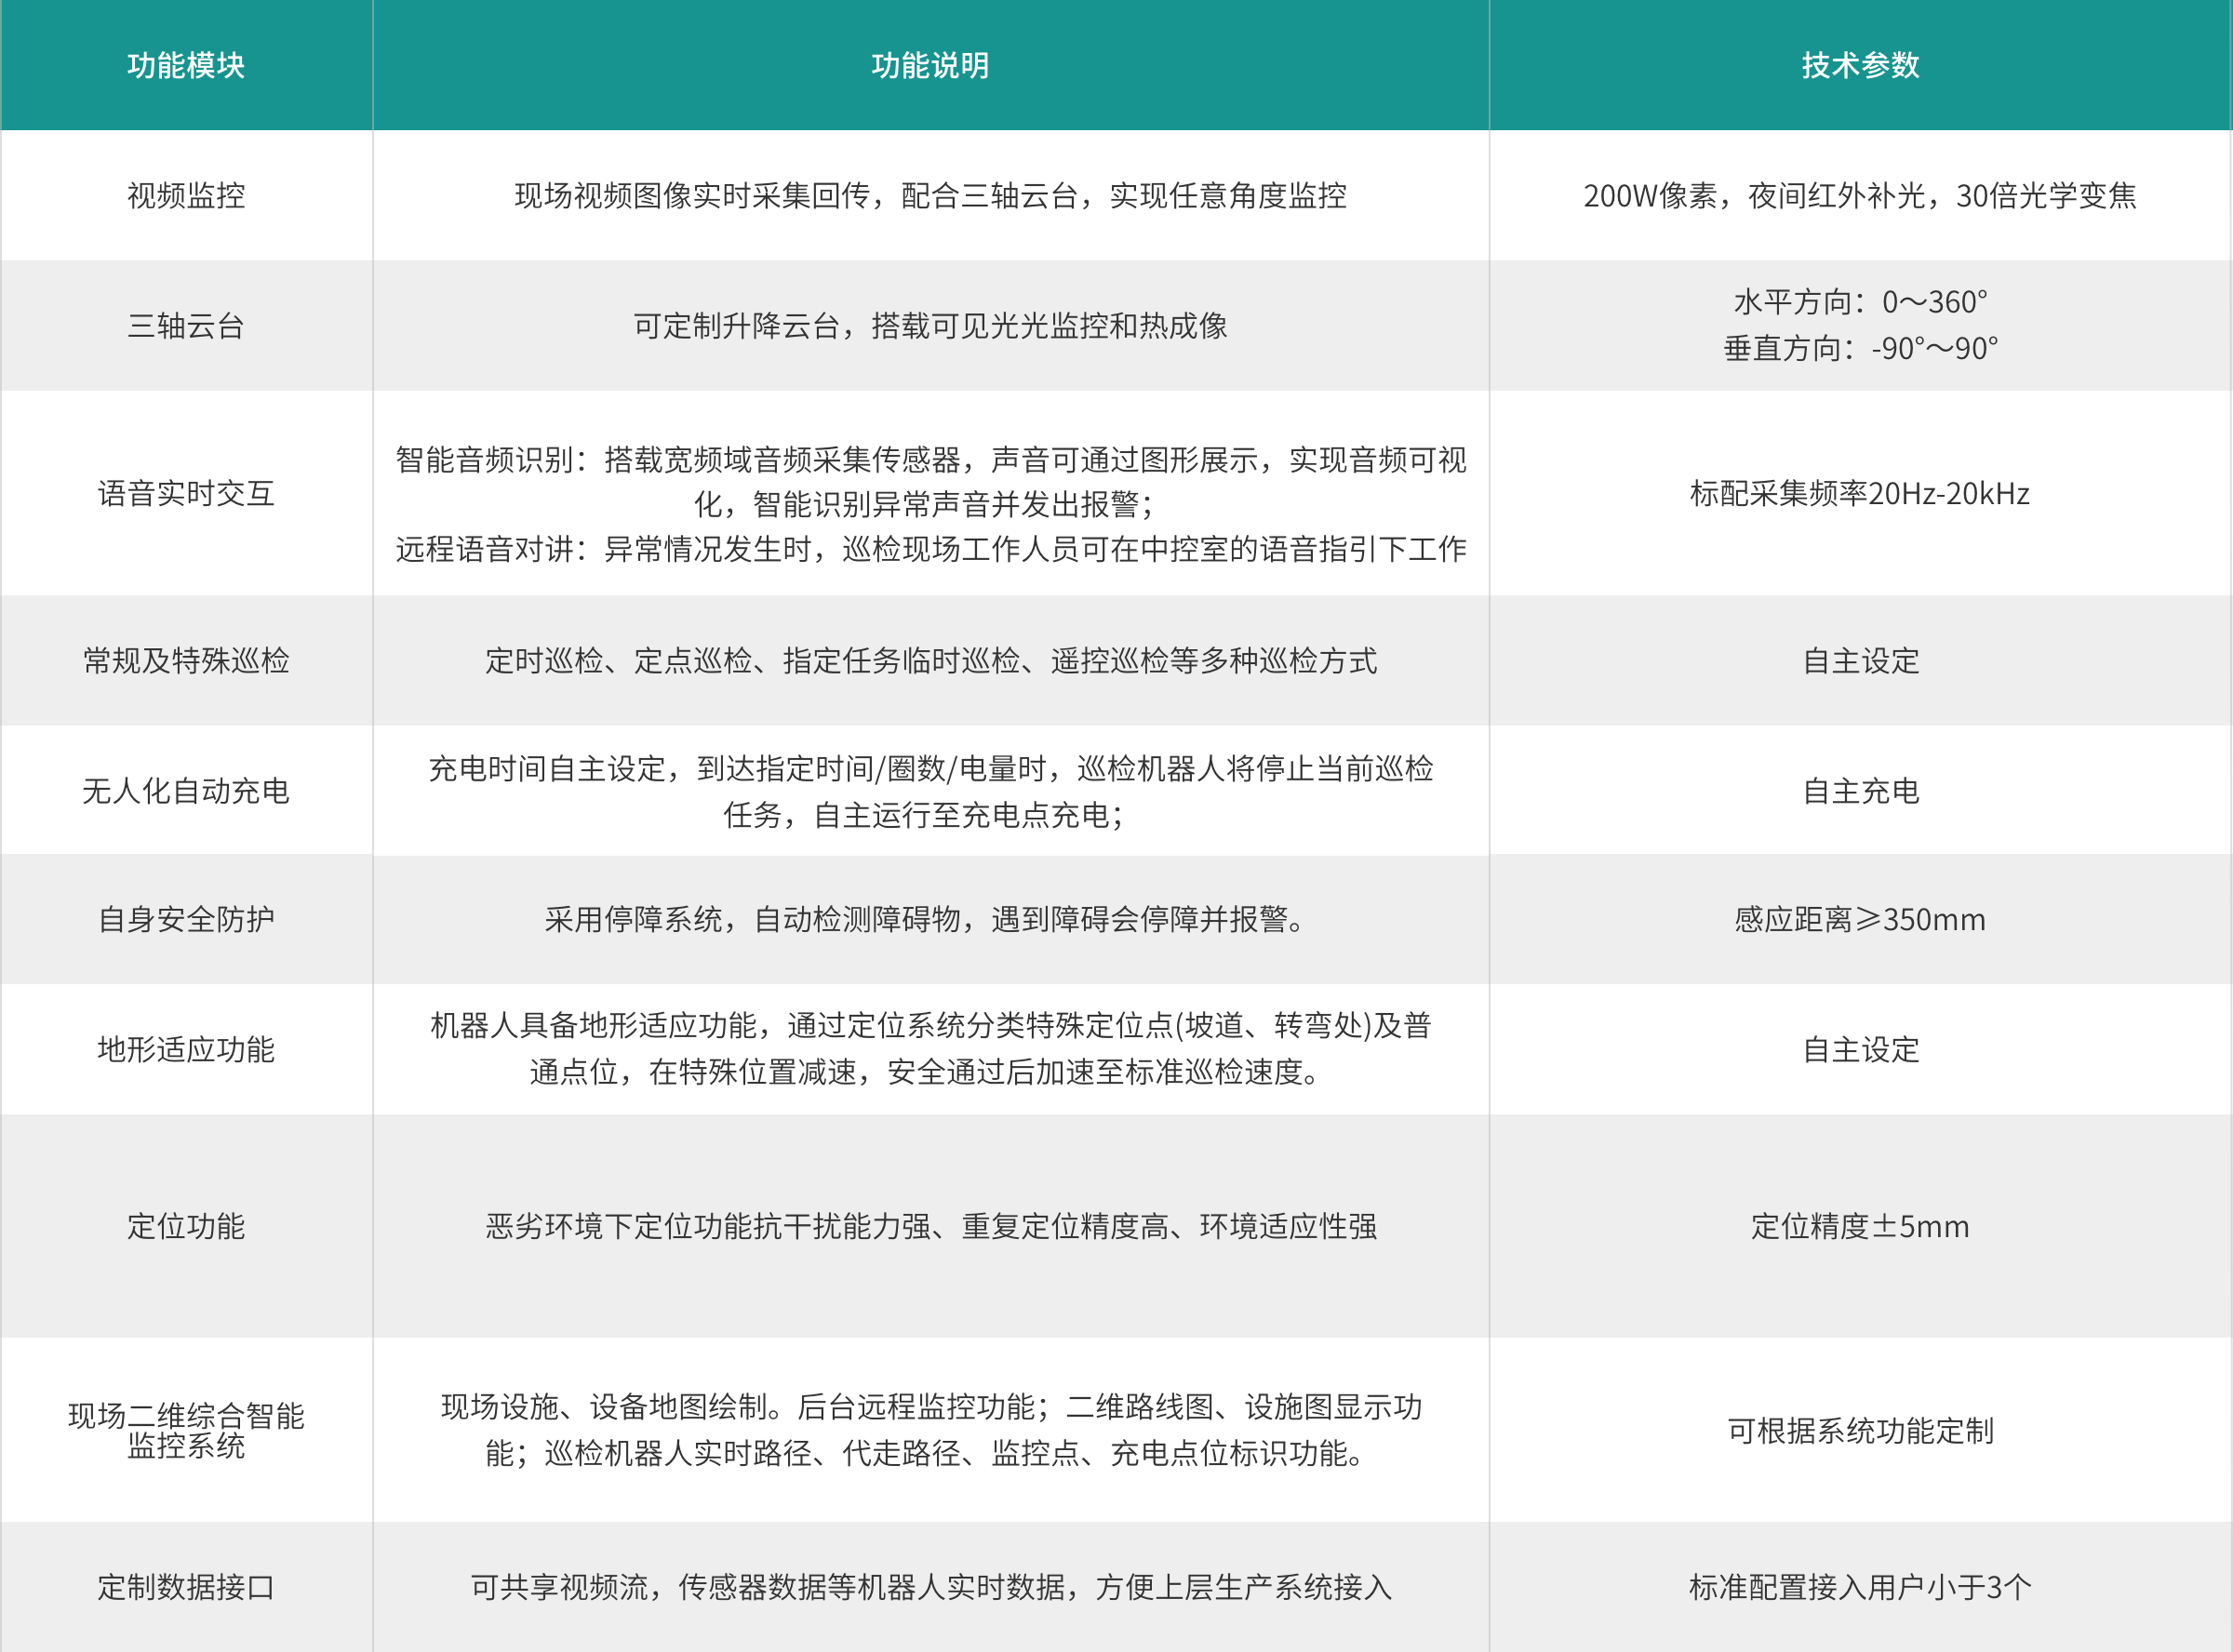 功能模块
功能说明
技术参数
视频监控
现场视频图像实时采集回传，配合三轴云台，实现任意角度监控
200W像素，夜间红外补光，30倍光学变焦
三轴云台
可定制升降云台，搭载可见光光监控和热成像
水平方向：0～360°
垂直方向：-90°～90°
语音实时交互
智能音频识别：搭载宽频域音频采集传感器，声音可通过图形展示，实现音频可视
化，智能识别异常声音并发出报警；
远程语音对讲：异常情况发生时，巡检现场工作人员可在中控室的语音指引下工作
标配采集频率20Hz-20kHz
常规及特殊巡检
定时巡检、定点巡检、指定任务临时巡检、遥控巡检等多种巡检方式
自主设定
无人化自动充电
充电时间自主设定，到达指定时间/圈数/电量时，巡检机器人将停止当前巡检
任务，自主运行至充电点充电；
自主充电
自身安全防护
采用停障系统，自动检测障碍物，遇到障碍会停障并报警。
感应距离⩾350mm
地形适应功能
机器人具备地形适应功能，通过定位系统分类特殊定位点(坡道、转弯处)及普
通点位，在特殊位置减速，安全通过后加速至标准巡检速度。
自主设定
定位功能
恶劣环境下定位功能抗干扰能力强、重复定位精度高、环境适应性强
定位精度±5mm
现场二维综合智能
监控系统
现场设施、设备地图绘制。后台远程监控功能；二维路线图、设施图显示功
能；巡检机器人实时路径、代走路径、监控点、充电点位标识功能。
可根据系统功能定制
定制数据接口
可共享视频流，传感器数据等机器人实时数据，方便上层生产系统接入
标准配置接入用户小于3个